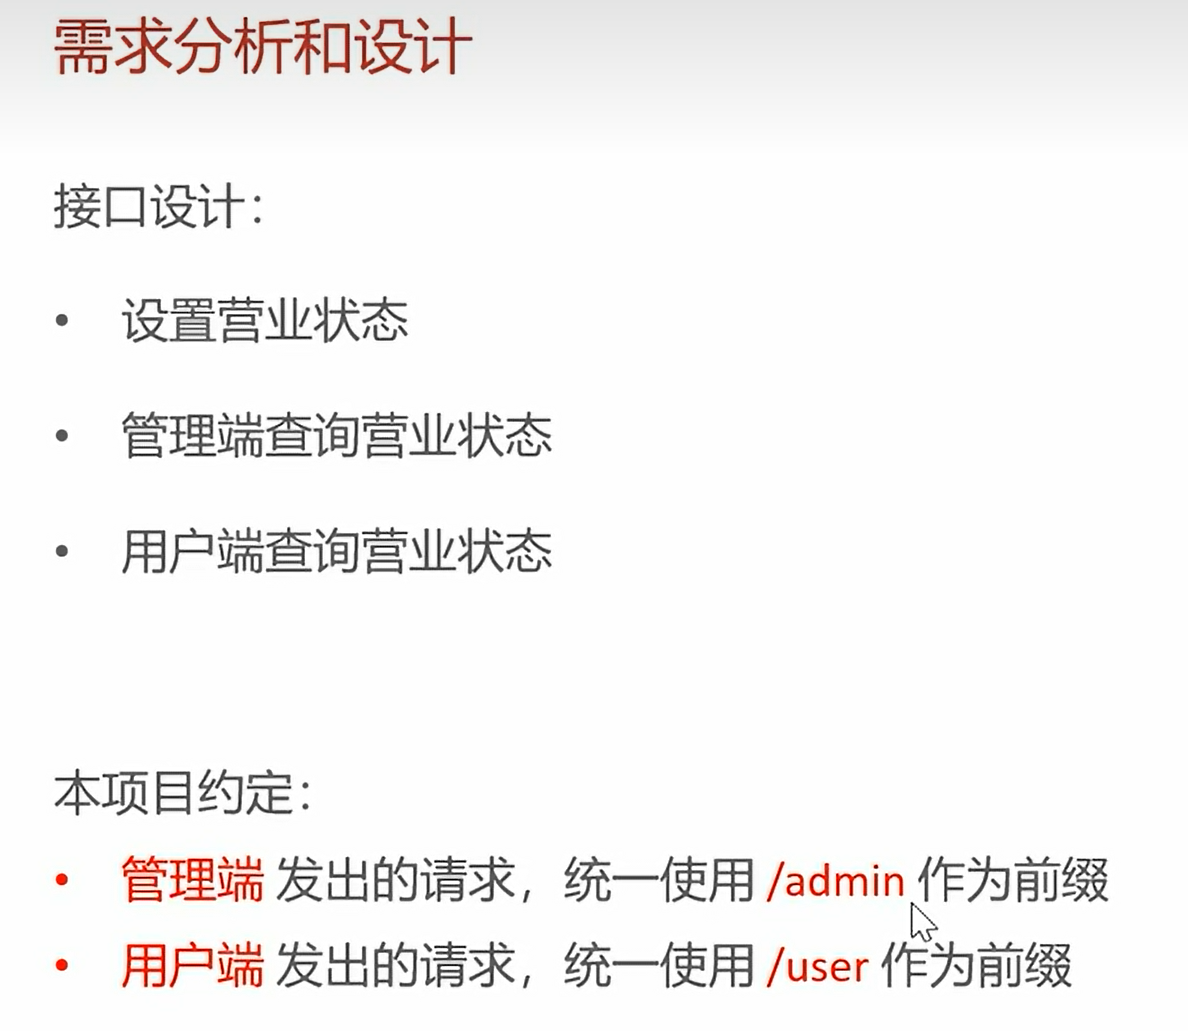 需求分析和设计
接口设计：
• 设置营业状态
• 管理端查询营业状态
• 用户端查询营业状态
本项目约定：
• 管理端 发出的请求，统一使用 /admin 作为前缀
• 用户端 发出的请求，统一使用 /user 作为前缀